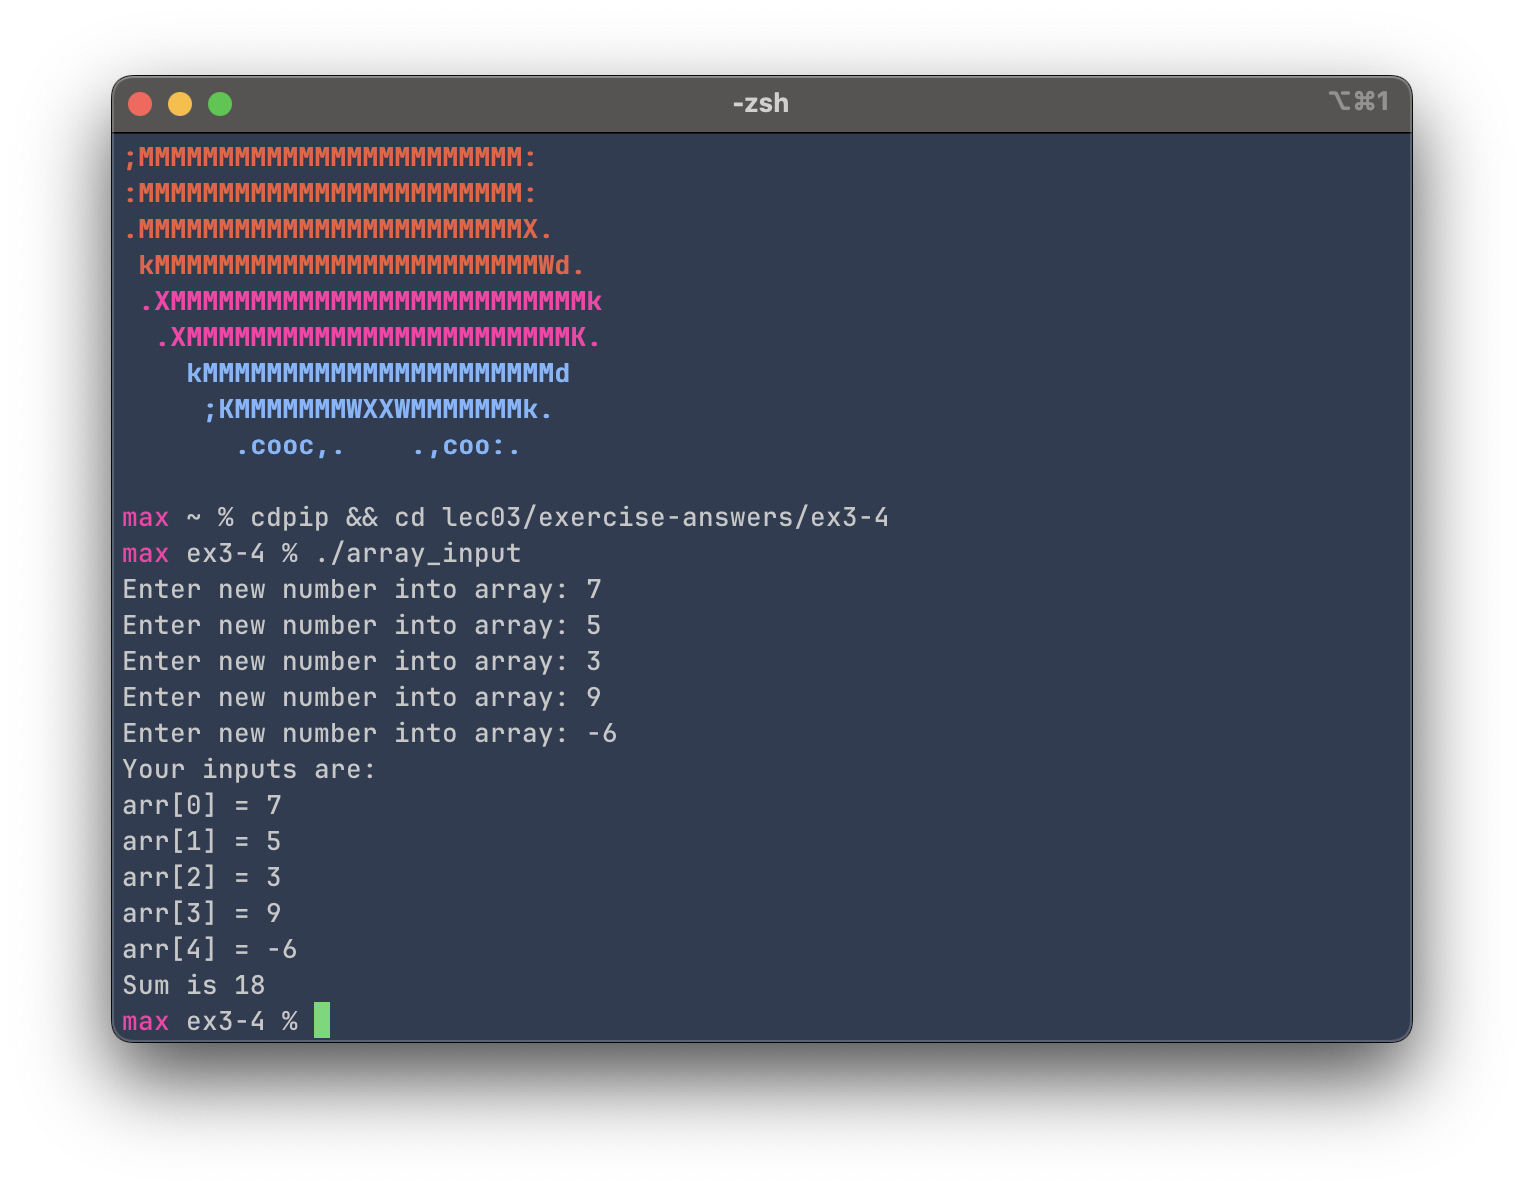 -zsh
⌥⌘1
;MMMMMMMMMMMMMMMMMMMMMMMM:
:MMMMMMMMMMMMMMMMMMMMMMMM:
.MMMMMMMMMMMMMMMMMMMMMMMMX.
 kMMMMMMMMMMMMMMMMMMMMMMMMWd.
 .XMMMMMMMMMMMMMMMMMMMMMMMMMMk
  .XMMMMMMMMMMMMMMMMMMMMMMMMK.
    kMMMMMMMMMMMMMMMMMMMMMMd
     ;KMMMMMMMWXXWMMMMMMMk.
       .cooc,.    .,coo:.
max ~ % cdpip && cd lec03/exercise-answers/ex3-4
max ex3-4 % ./array_input
Enter new number into array: 7
Enter new number into array: 5
Enter new number into array: 3
Enter new number into array: 9
Enter new number into array: -6
Your inputs are:
arr[0] = 7
arr[1] = 5
arr[2] = 3
arr[3] = 9
arr[4] = -6
Sum is 18
max ex3-4 %